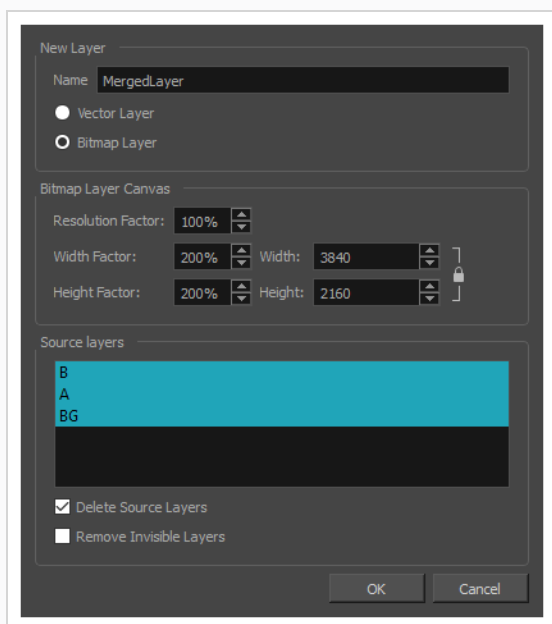 New Layer
Name MergedLayer
Vector Layer
Bitmap Layer
Bitmap Layer Canvas
Resolution Factor: 100%
Width Factor: 200% Width: 3840
Height Factor: 200% Height: 2160
Source layers
B
A
BG
Delete Source Layers
Remove Invisible Layers
OK Cancel